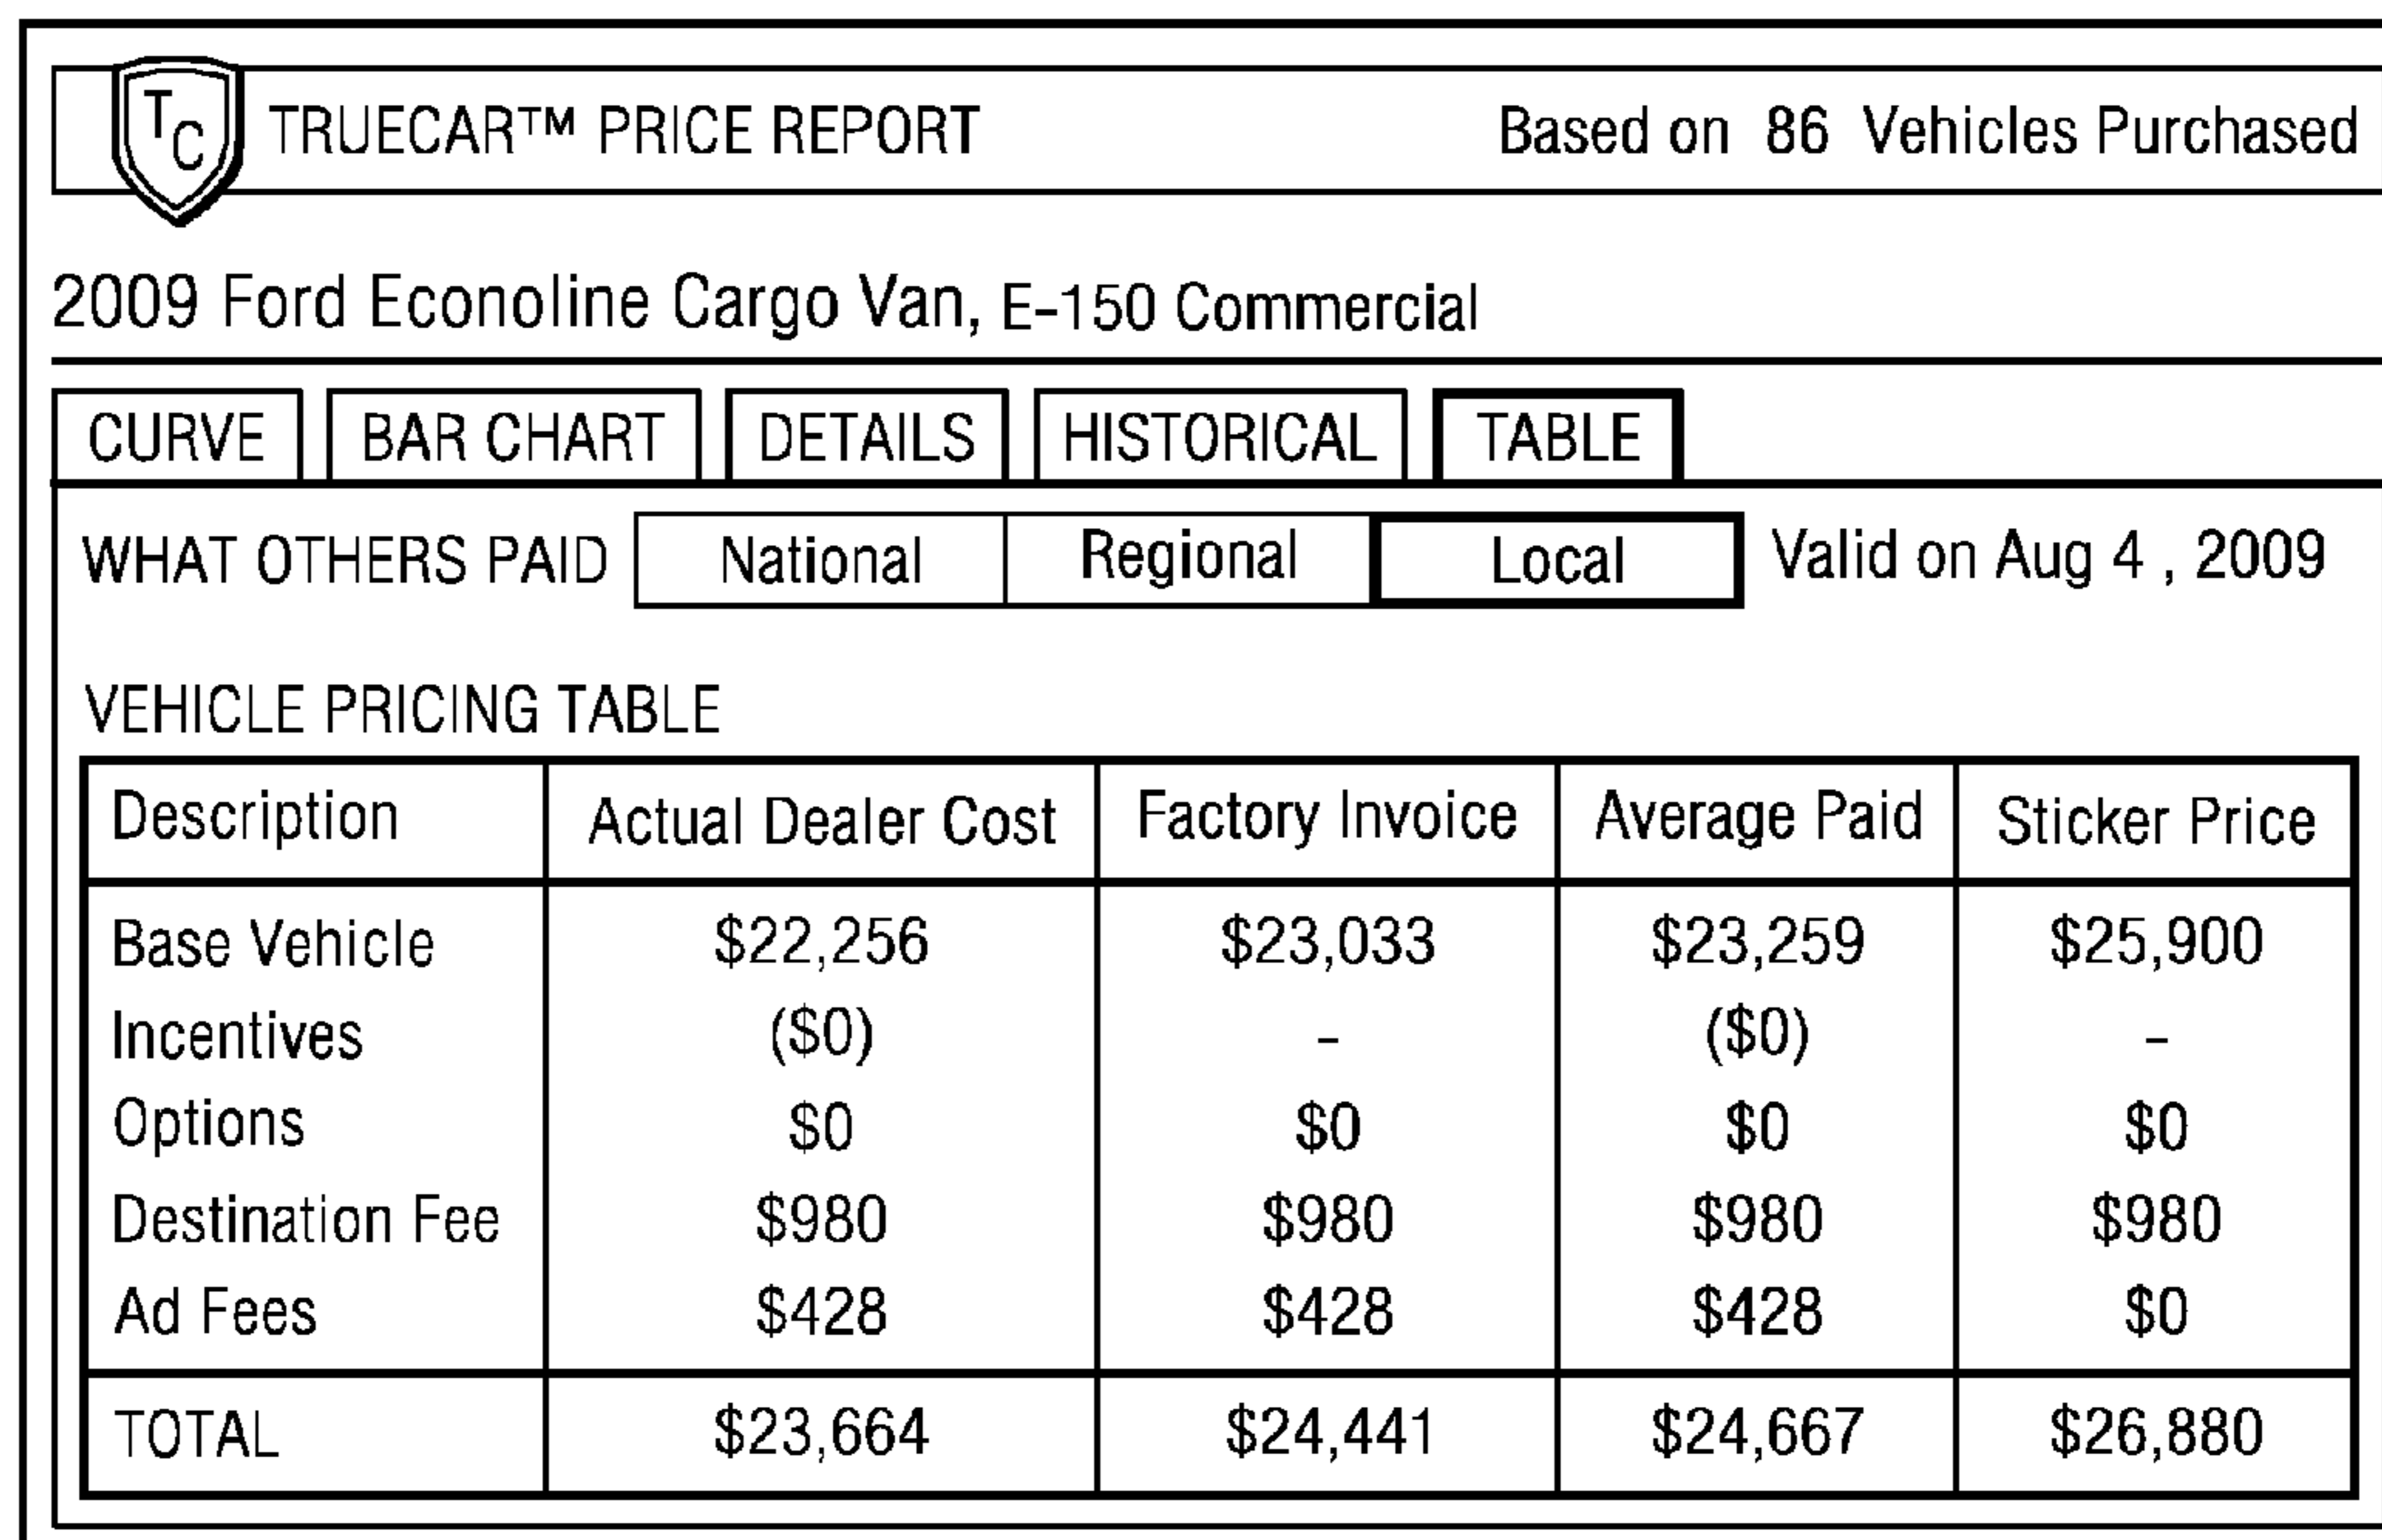 TC TRUECAR™ PRICE REPORT Based on 86 Vehicles Purchased
2009 Ford Econoline Cargo Van, E-150 Commercial
CURVE BAR CHART DETAILS HISTORICAL TABLE
WHAT OTHERS PAID National Regional Local Valid on Aug 4 , 2009
VEHICLE PRICING TABLE
Description Actual Dealer Cost Factory Invoice Average Paid Sticker Price
Base Vehicle $22,256 $23,033 $23,259 $25,900
Incentives ($0) - ($0) -
Options $0 $0 $0 $0
Destination Fee $980 $980 $980 $980
Ad Fees $428 $428 $428 $0
TOTAL $23,664 $24,441 $24,667 $26,880